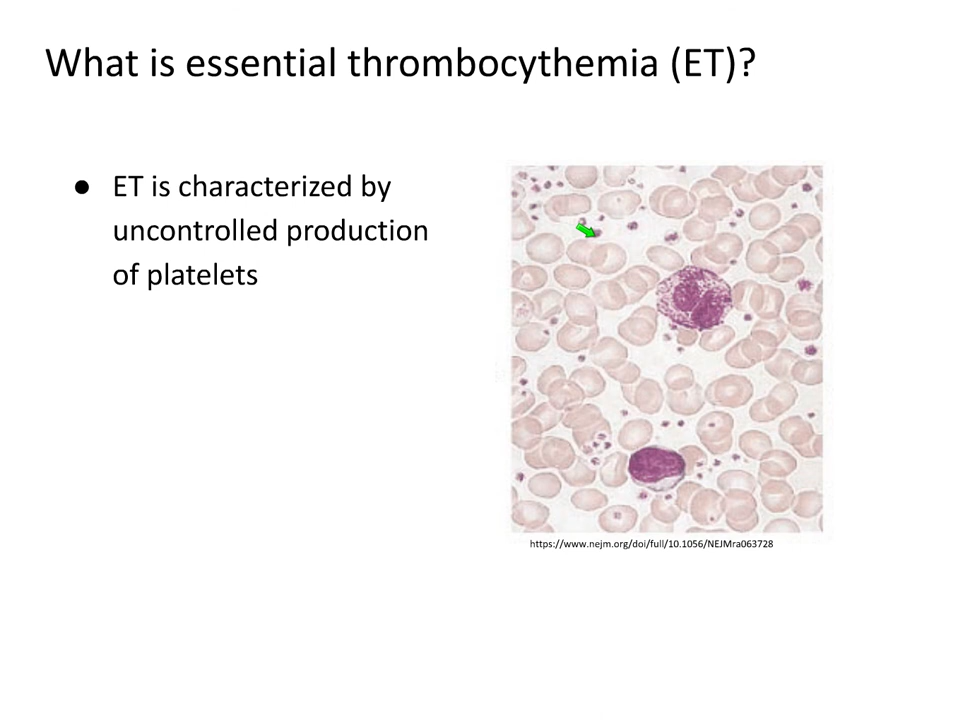 What is essential thrombocythemia (ET)?
● ET is characterized by
uncontrolled production
of platelets
https://www.nejm.org/doi/full/10.1056/NEJMra063728